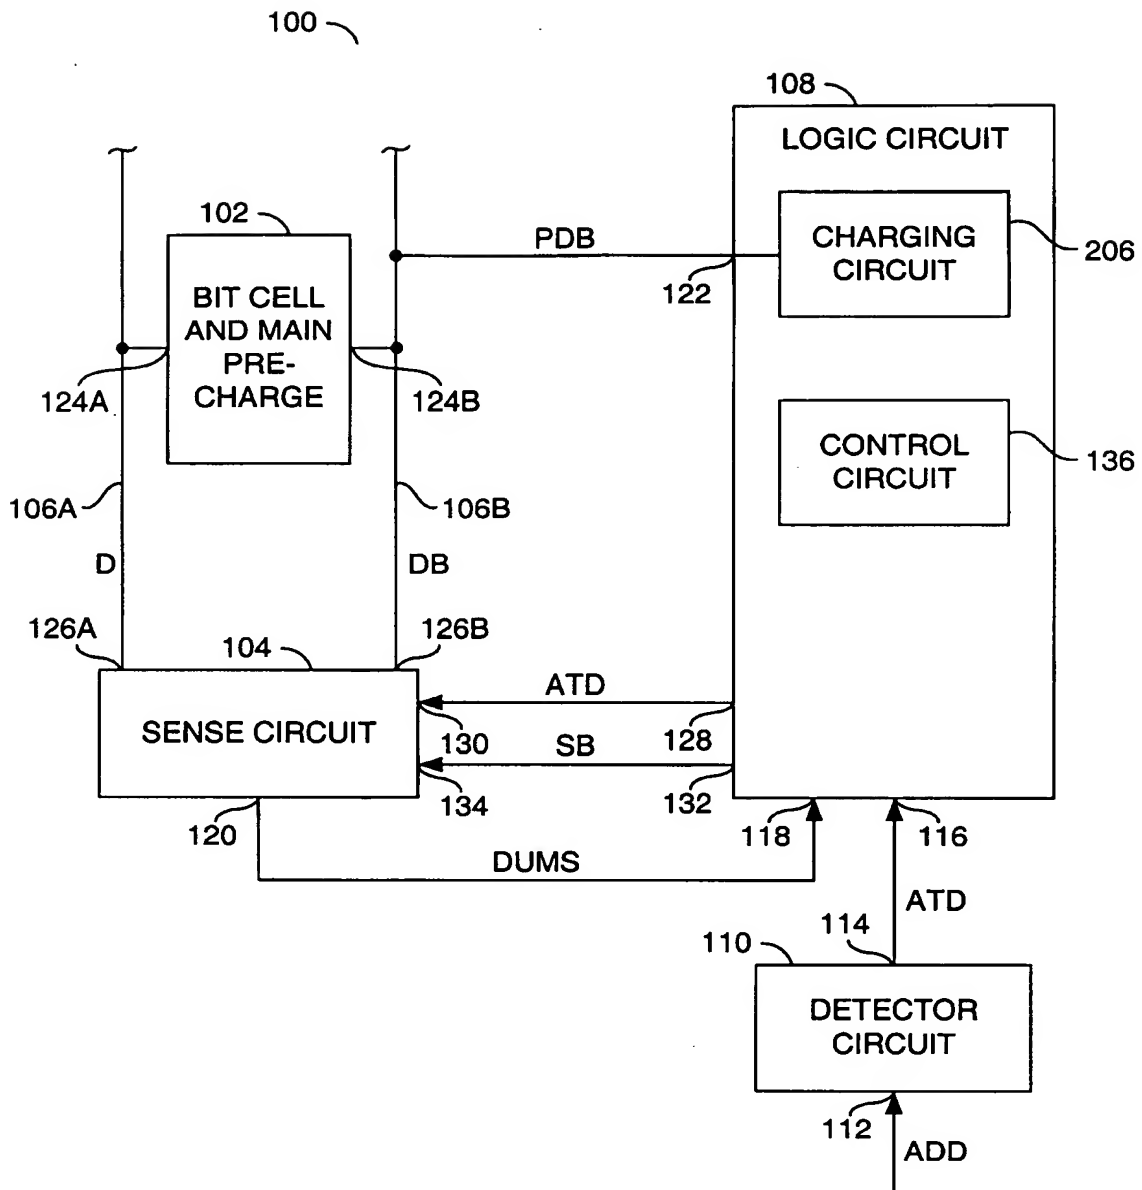 100
108
LOGIC CIRCUIT
102
PDB
CHARGING
CIRCUIT
206
122
BIT CELL
AND MAIN
PRE-
CHARGE
124A
124B
CONTROL
CIRCUIT
136
106A
106B
D
DB
126A
104
126B
ATD
SENSE CIRCUIT
130
128
SB
134
132
120
118
116
DUMS
ATD
114
110
DETECTOR
CIRCUIT
112
ADD